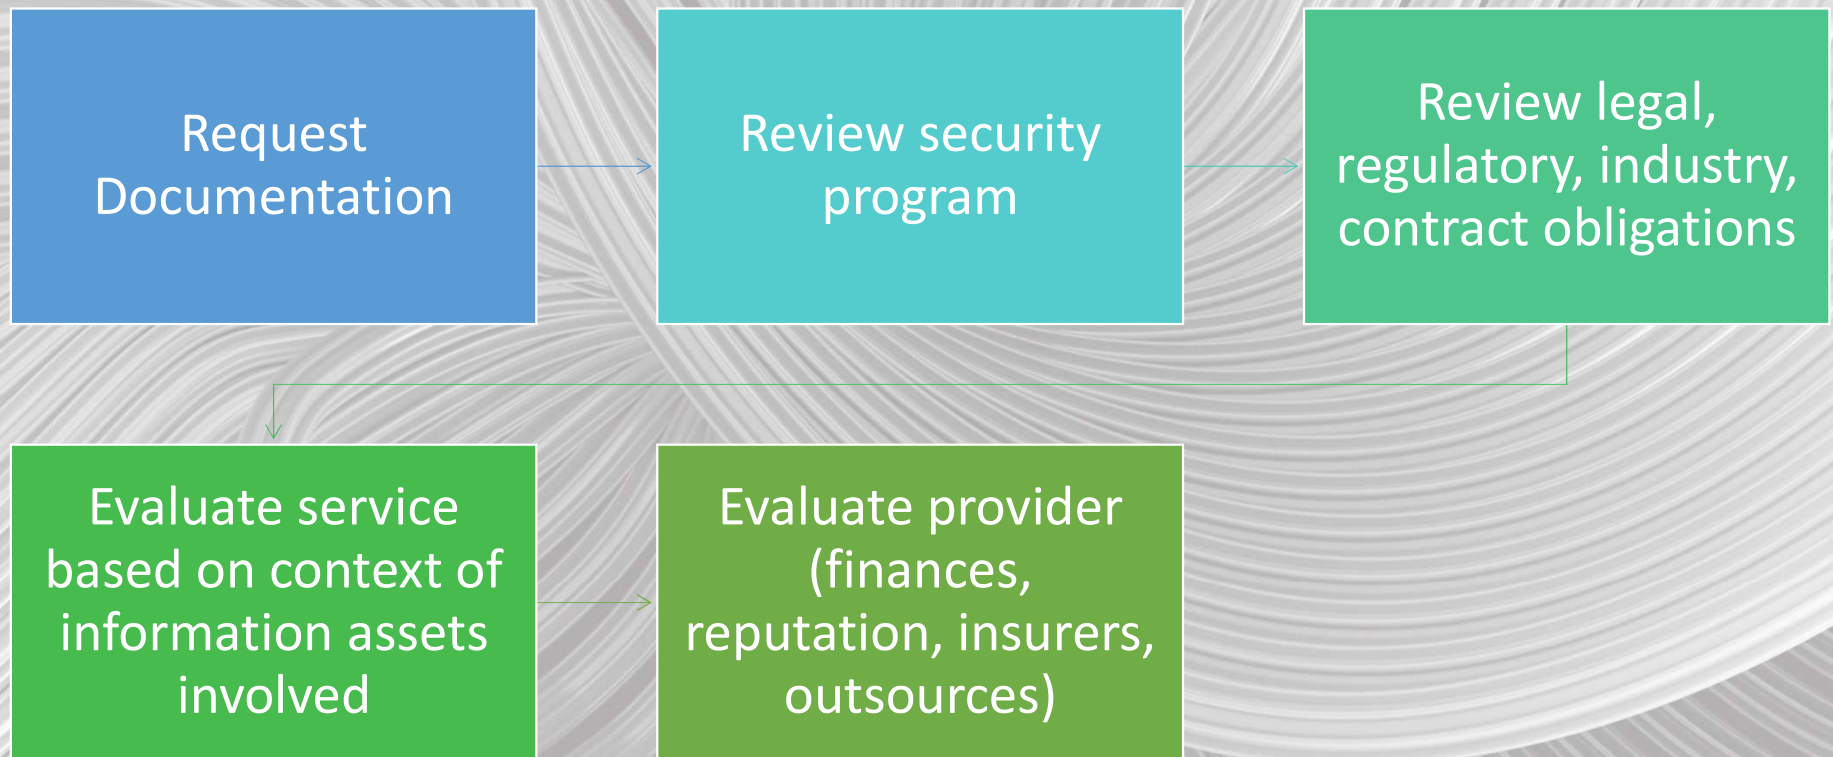 Request
Documentation
Review security
program
Review legal,
regulatory, industry,
contract obligations
Evaluate service
based on context of
information assets
involved
Evaluate provider
(finances,
reputation, insurers,
outsources)